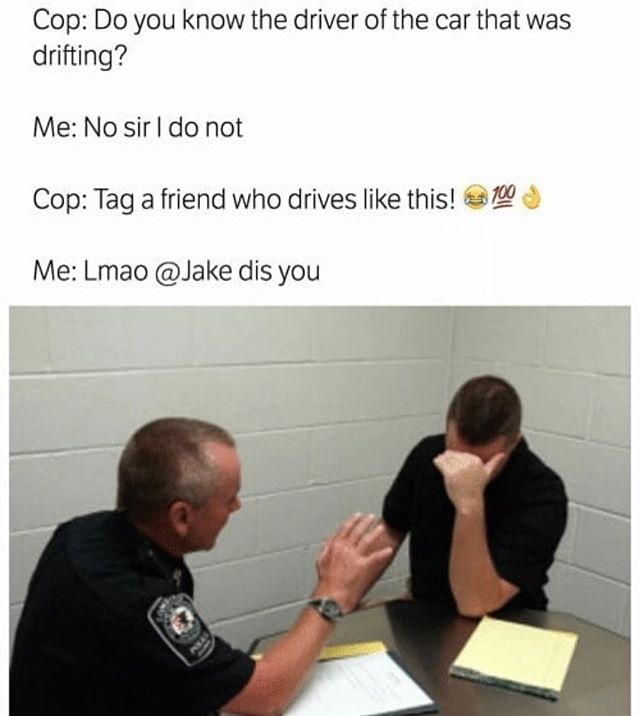 Cop: Do you know the driver of the car that was
drifting?
Me: No sir I do not
Cop: Tag a friend who drives like this! 😂💯👌
Me: Lmao @Jake dis you